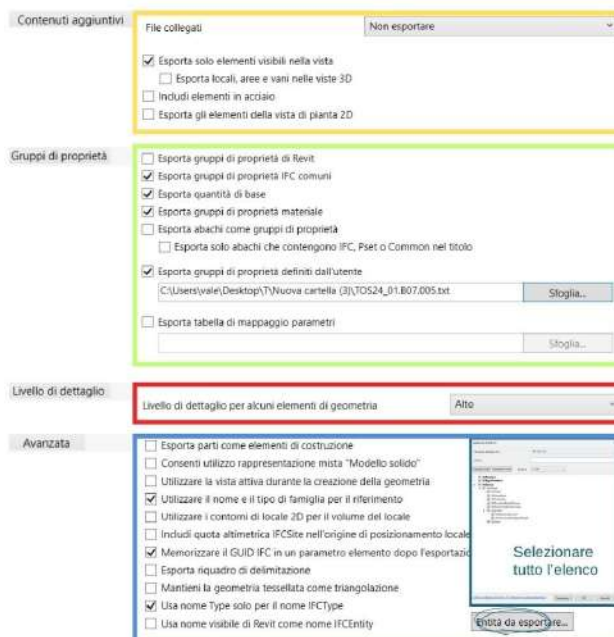 Contenuti aggiuntivi
File collegati
Non esportare
Esporta solo elementi visibili nella vista
Esporta locali, aree e vani nelle viste 3D
Includi elementi in acciaio
Esporta gli elementi della vista di pianta 2D
Gruppi di proprietà
Esporta gruppi di proprietà di Revit
Esporta gruppi di proprietà IFC comuni
Esporta quantità di base
Esporta gruppi di proprietà materiale
Esporta abachi come gruppi di proprietà
Esporta solo abachi che contengono IFC, Pset o Common nel titolo
Esporta gruppi di proprietà definiti dall'utente
C:\Users\vale\Desktop\T\Nuova cartella (3)\TOS24_01.B07.005.txt
Sfoglia...
Esporta tabella di mappaggio parametri
Sfoglia...
Livello di dettaglio
Livello di dettaglio per alcuni elementi di geometria
Alto
Avanzata
Esporta parti come elementi di costruzione
Consenti utilizzo rappresentazione mista "Modello solido"
Utilizzare la vista attiva durante la creazione della geometria
Utilizzare il nome e il tipo di famiglia per il riferimento
Utilizzare i contorni di locale 2D per il volume del locale
Includi quota altimetrica IFCSite nell'origine di posizionamento locale
Memorizzare il GUID IFC in un parametro elemento dopo l'esportazio
Esporta riquadro di delimitazione
Mantieni la geometria tessellata come triangolazione
Usa nome Type solo per il nome IFCType
Usa nome visibile di Revit come nome IFCEntity
Selezionare
tutto l'elenco
Entità da esportare...